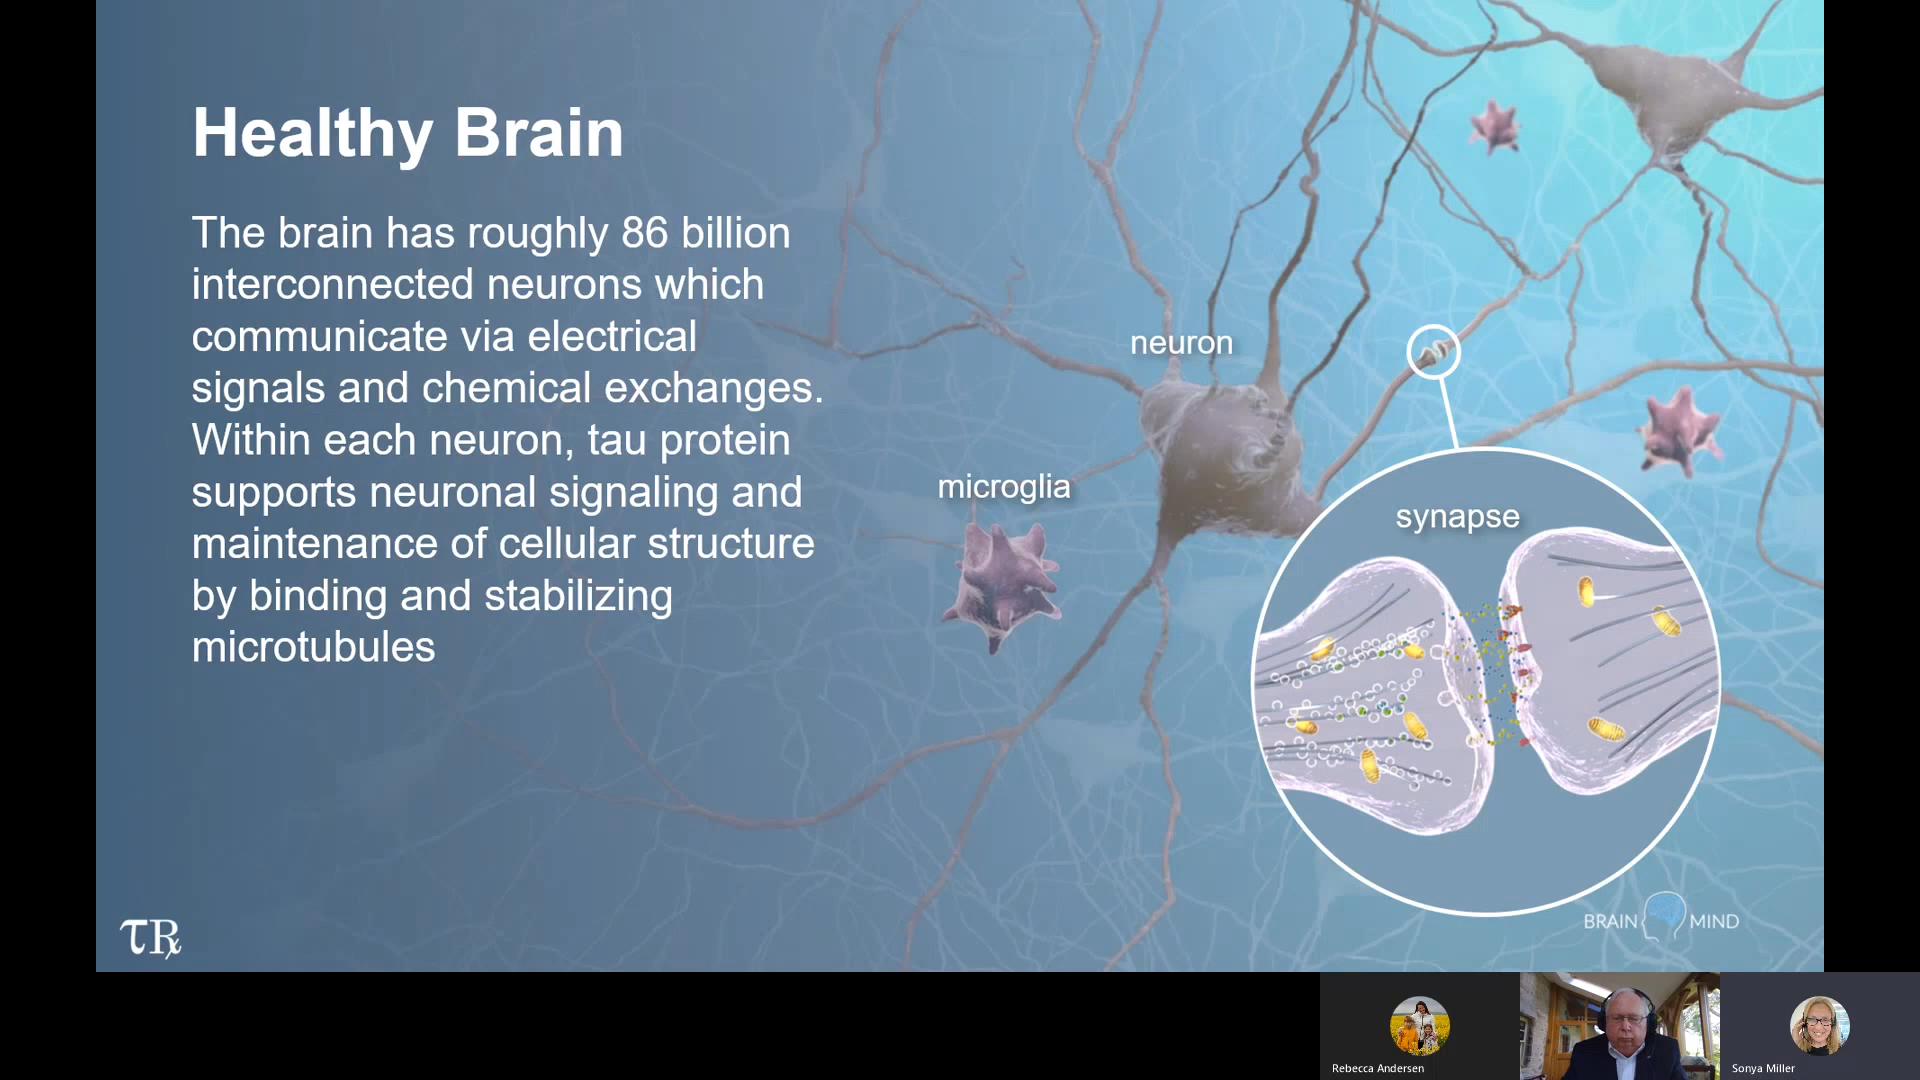 Healthy Brain
The brain has roughly 86 billion
interconnected neurons which
communicate via electrical
signals and chemical exchanges.
Within each neuron, tau protein
supports neuronal signaling and
maintenance of cellular structure
by binding and stabilizing
microtubules
neuron
microglia
synapse
τRx
BRAIN MIND
Rebecca Andersen
Sonya Miller